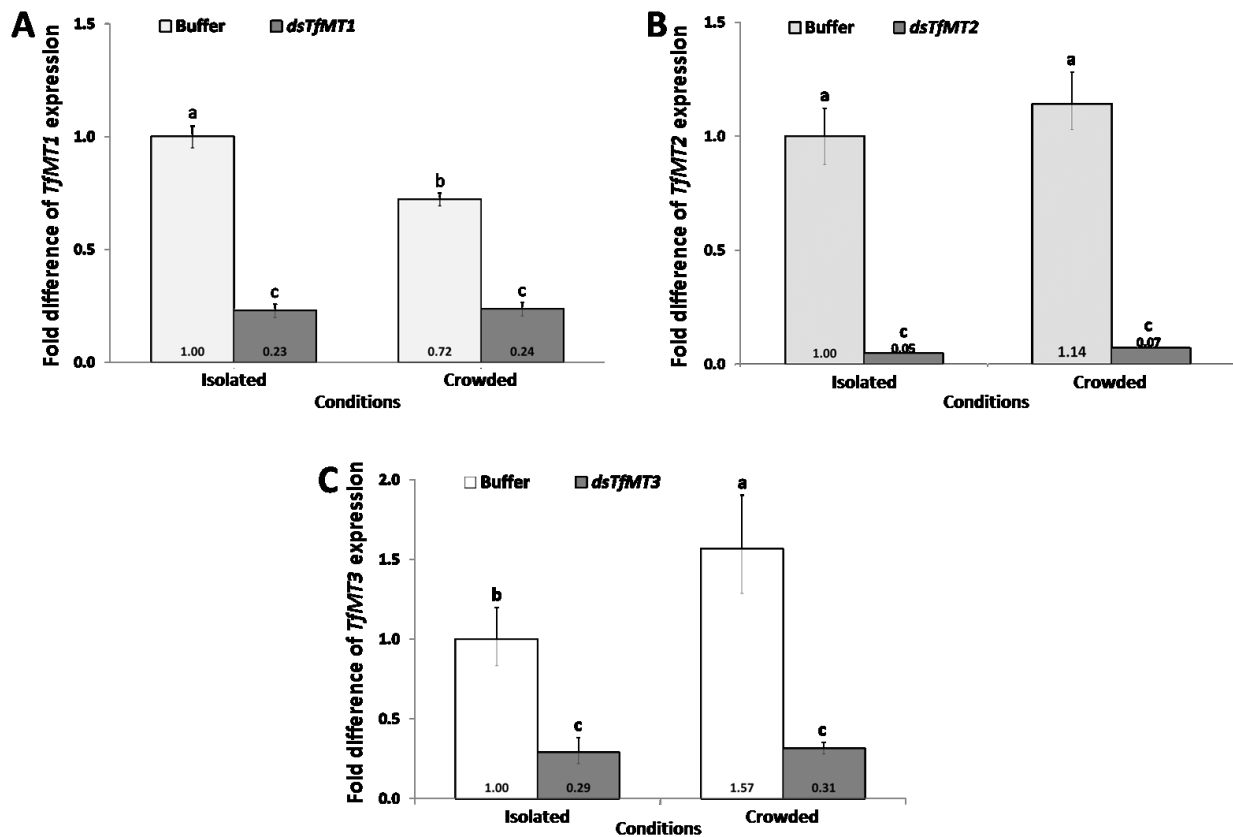 A
Buffer dsTfMT1
Fold difference of TfMT1 expression
1.5
1.0
0.5
0.0
a
c
b
c
1.00 0.23 0.72 0.24
Isolated Crowded
Conditions
B
Buffer dsTfMT2
Fold difference of TfMT2 expression
1.5
1.0
0.5
0.0
a
c
a
c
1.00 0.05 1.14 0.07
Isolated Crowded
Conditions
C
Buffer dsTfMT3
Fold difference of TfMT3 expression
2.0
1.5
1.0
0.5
0.0
b
c
a
c
1.00 0.29 1.57 0.31
Isolated Crowded
Conditions